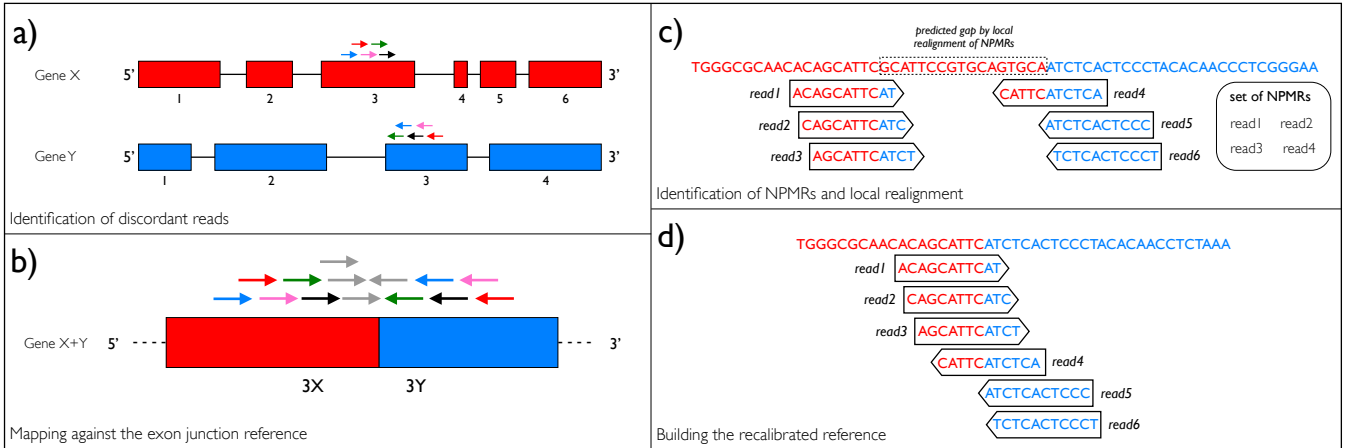 a)
Gene X
5'
3'
1
2
3
4
5
6
Gene Y
5'
3'
1
2
3
4
Identification of discordant reads
b)
Gene X+Y
5'
3'
3X
3Y
Mapping against the exon junction reference
c)
predicted gap by local
realignment of NPMRs
TGGGCGCAACACAGCATTCGCATTCCGTGCAGTGCAATCTCACTCCCTACACAACCCTCGGGAA
read1
ACAGCATTCAT
CATTCATCTCA
read4
read2
CAGCATTCATC
ATCTCACTCCC
read5
read3
AGCATTCATCT
TCTCACTCCCT
read6
set of NPMRs
read1 read2
read3 read4
Identification of NPMRs and local realignment
d)
TGGGCGCAACACAGCATTCATCTCACTCCCTACACAACCTCTAAA
read1
ACAGCATTCAT
read2
CAGCATTCATC
read3
AGCATTCATCT
CATTCATCTCA
read4
ATCTCACTCCC
read5
TCTCACTCCCT
read6
Building the recalibrated reference